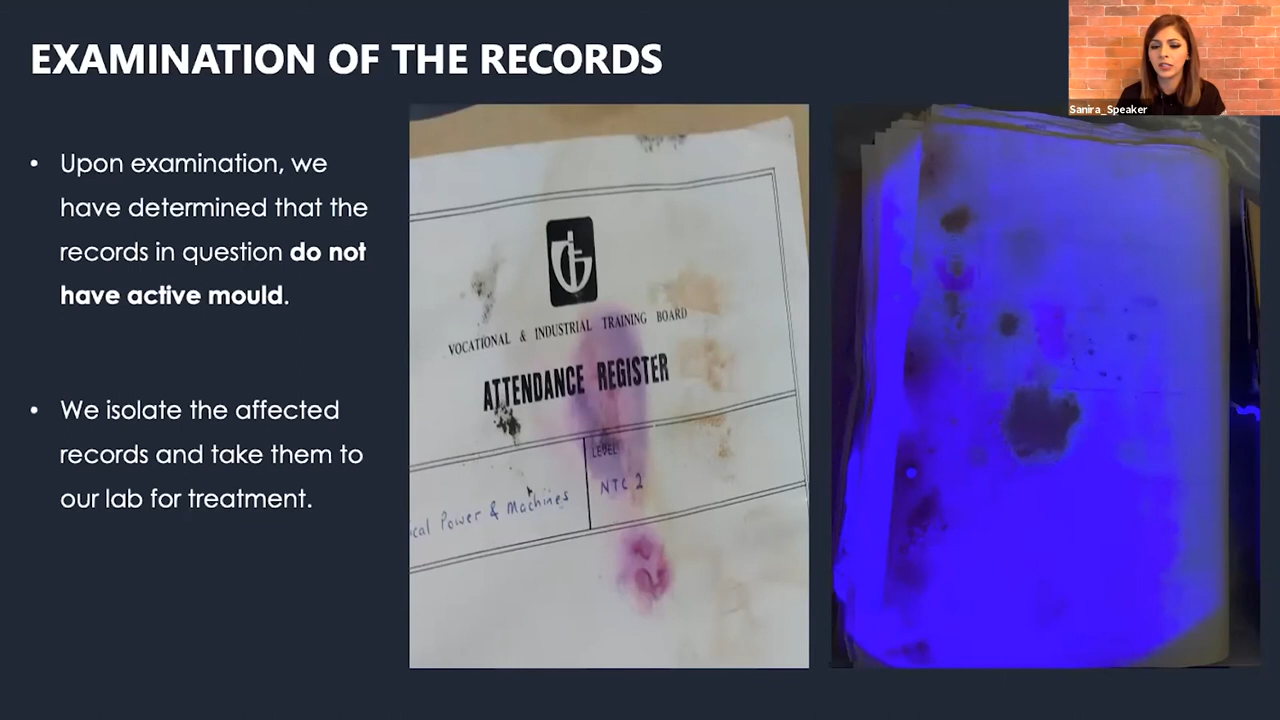 EXAMINATION OF THE RECORDS
Sanira_Speaker
• Upon examination, we
have determined that the
records in question do not
have active mould.
• We isolate the affected
records and take them to
our lab for treatment.
VOCATIONAL & INDUSTRIAL TRAINING BOARD
ATTENDANCE REGISTER
LEVEL
NTC 2
cal Power & Machines